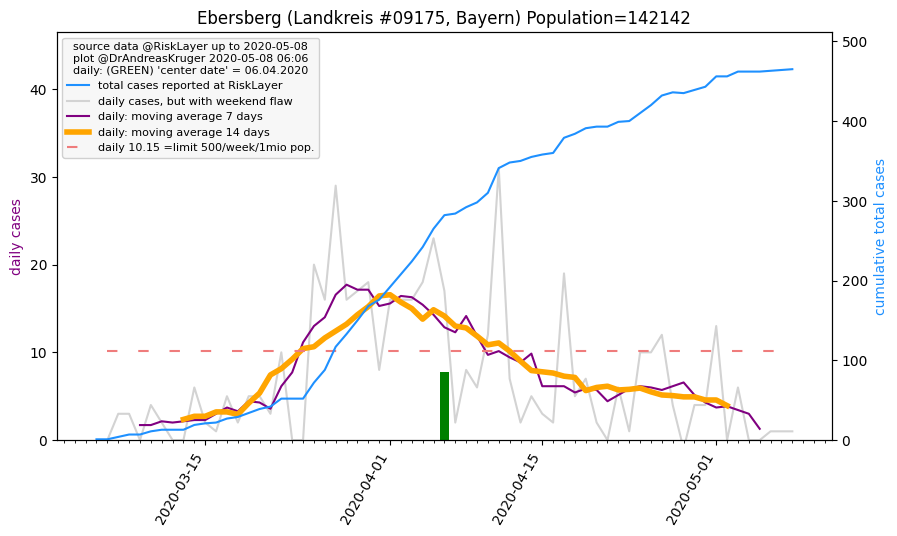 Ebersberg (Landkreis #09175, Bayern) Population=142142
source data @RiskLayer up to 2020-05-08
plot @DrAndreasKruger 2020-05-08 06:06
daily: (GREEN) 'center date' = 06.04.2020
total cases reported at RiskLayer
daily cases, but with weekend flaw
daily: moving average 7 days
daily: moving average 14 days
daily 10.15 =limit 500/week/1mio pop.
daily cases
40
30
20
10
0
cumulative total cases
500
400
300
200
100
0
2020-03-15
2020-04-01
2020-04-15
2020-05-01